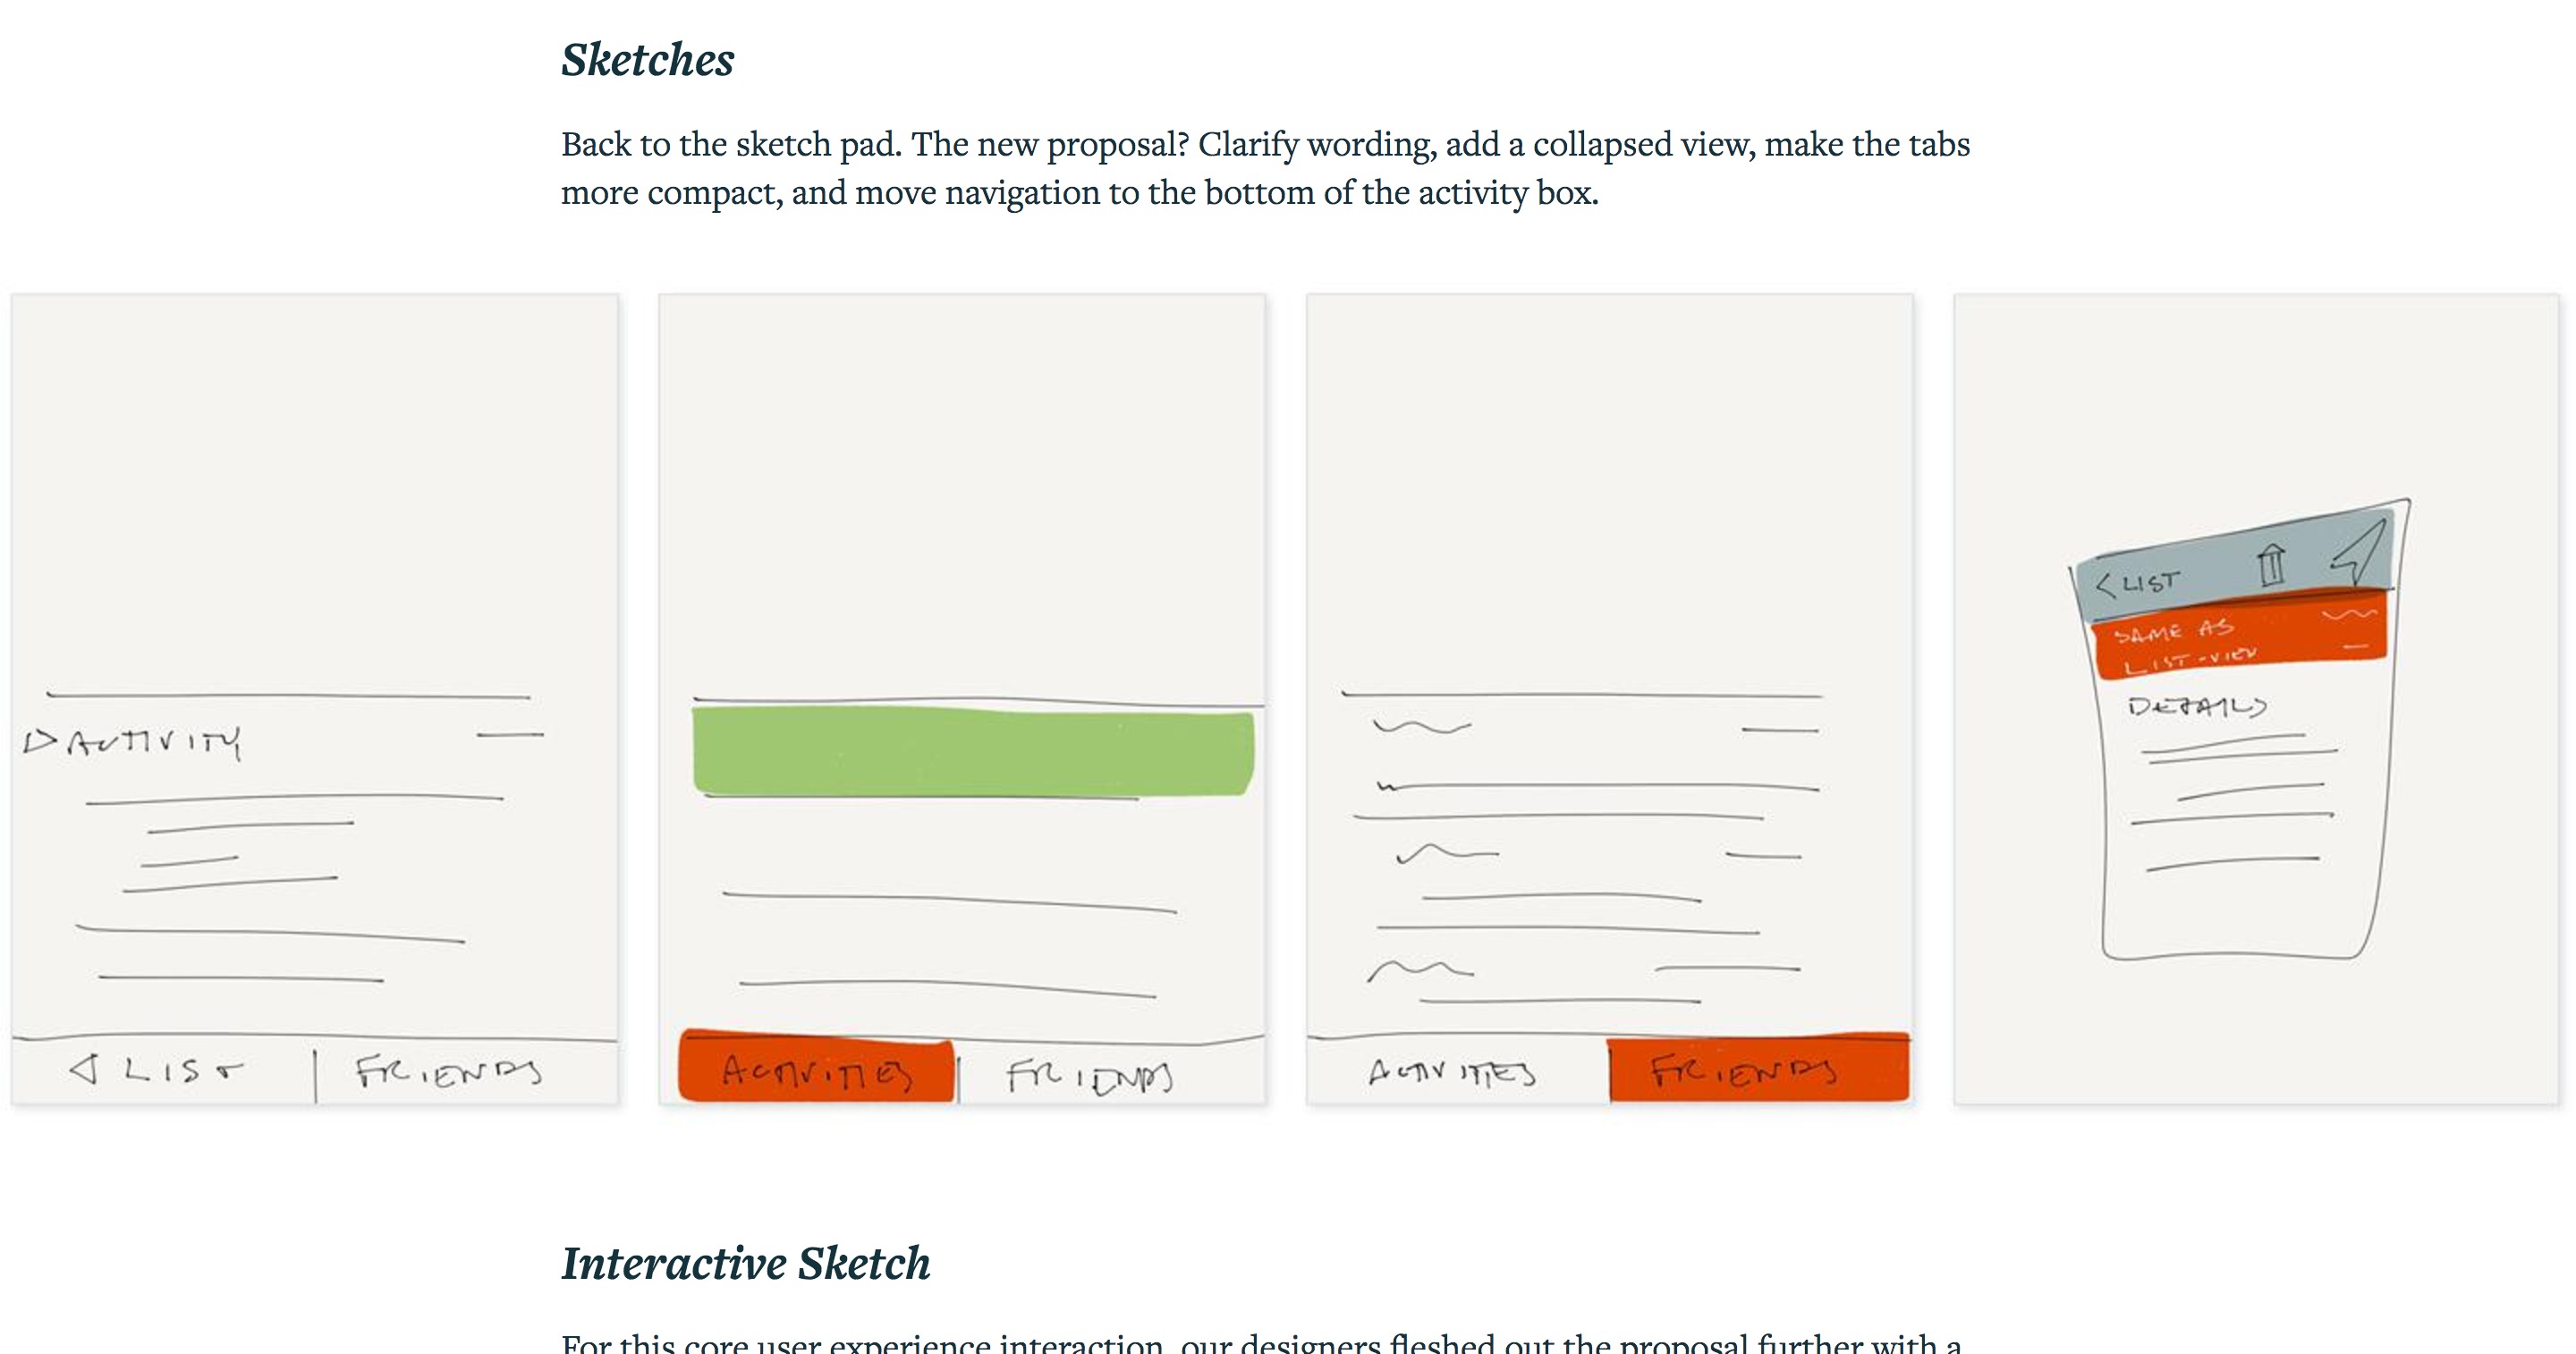 Sketches
Back to the sketch pad. The new proposal? Clarify wording, add a collapsed view, make the tabs
more compact, and move navigation to the bottom of the activity box.
ACTIVITY
LIST | FRIENDS
ACTIVITIES | FRIENDS
ACTIVITIES | FRIENDS
< LIST
SAME AS
LIST-VIEW
DETAILS
Interactive Sketch
For this core user experience interaction, our designers fleshed out the proposal further with a